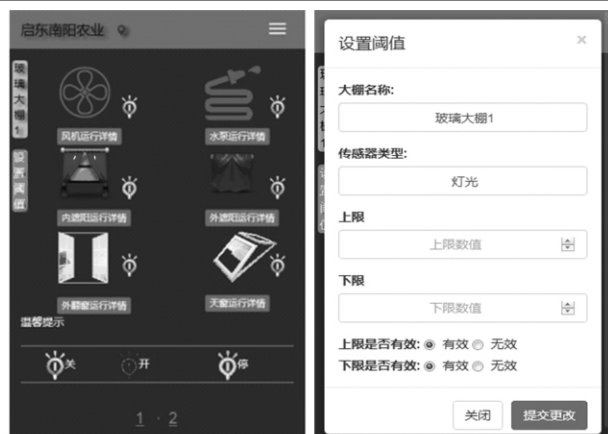 启东南阳农业
玻璃大棚1
设置阈值
风机运行详情
水泵运行详情
内遮阳运行详情
外遮阳运行详情
外翻窗运行详情
天窗运行详情
温馨提示
关 开 停
1 · 2
设置阈值 ×
大棚名称:
玻璃大棚1
传感器类型:
灯光
上限
上限数值
下限
下限数值
上限是否有效: 有效 无效
下限是否有效: 有效 无效
关闭 提交更改